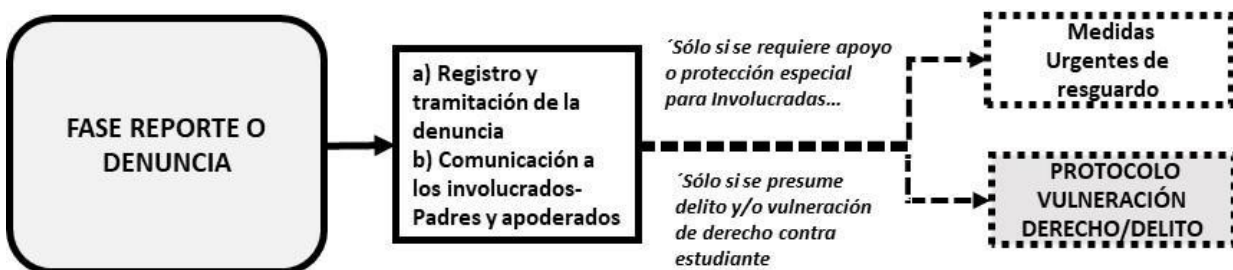 FASE REPORTE O
DENUNCIA
a) Registro y
tramitación de la
denuncia
b) Comunicación a
los involucrados-
Padres y apoderados
´Sólo si se requiere apoyo
o protección especial
para Involucradas...
´Sólo si se presume
delito y/o vulneración
de derecho contra
estudiante
Medidas
Urgentes de
resguardo
PROTOCOLO
VULNERACIÓN
DERECHO/DELITO